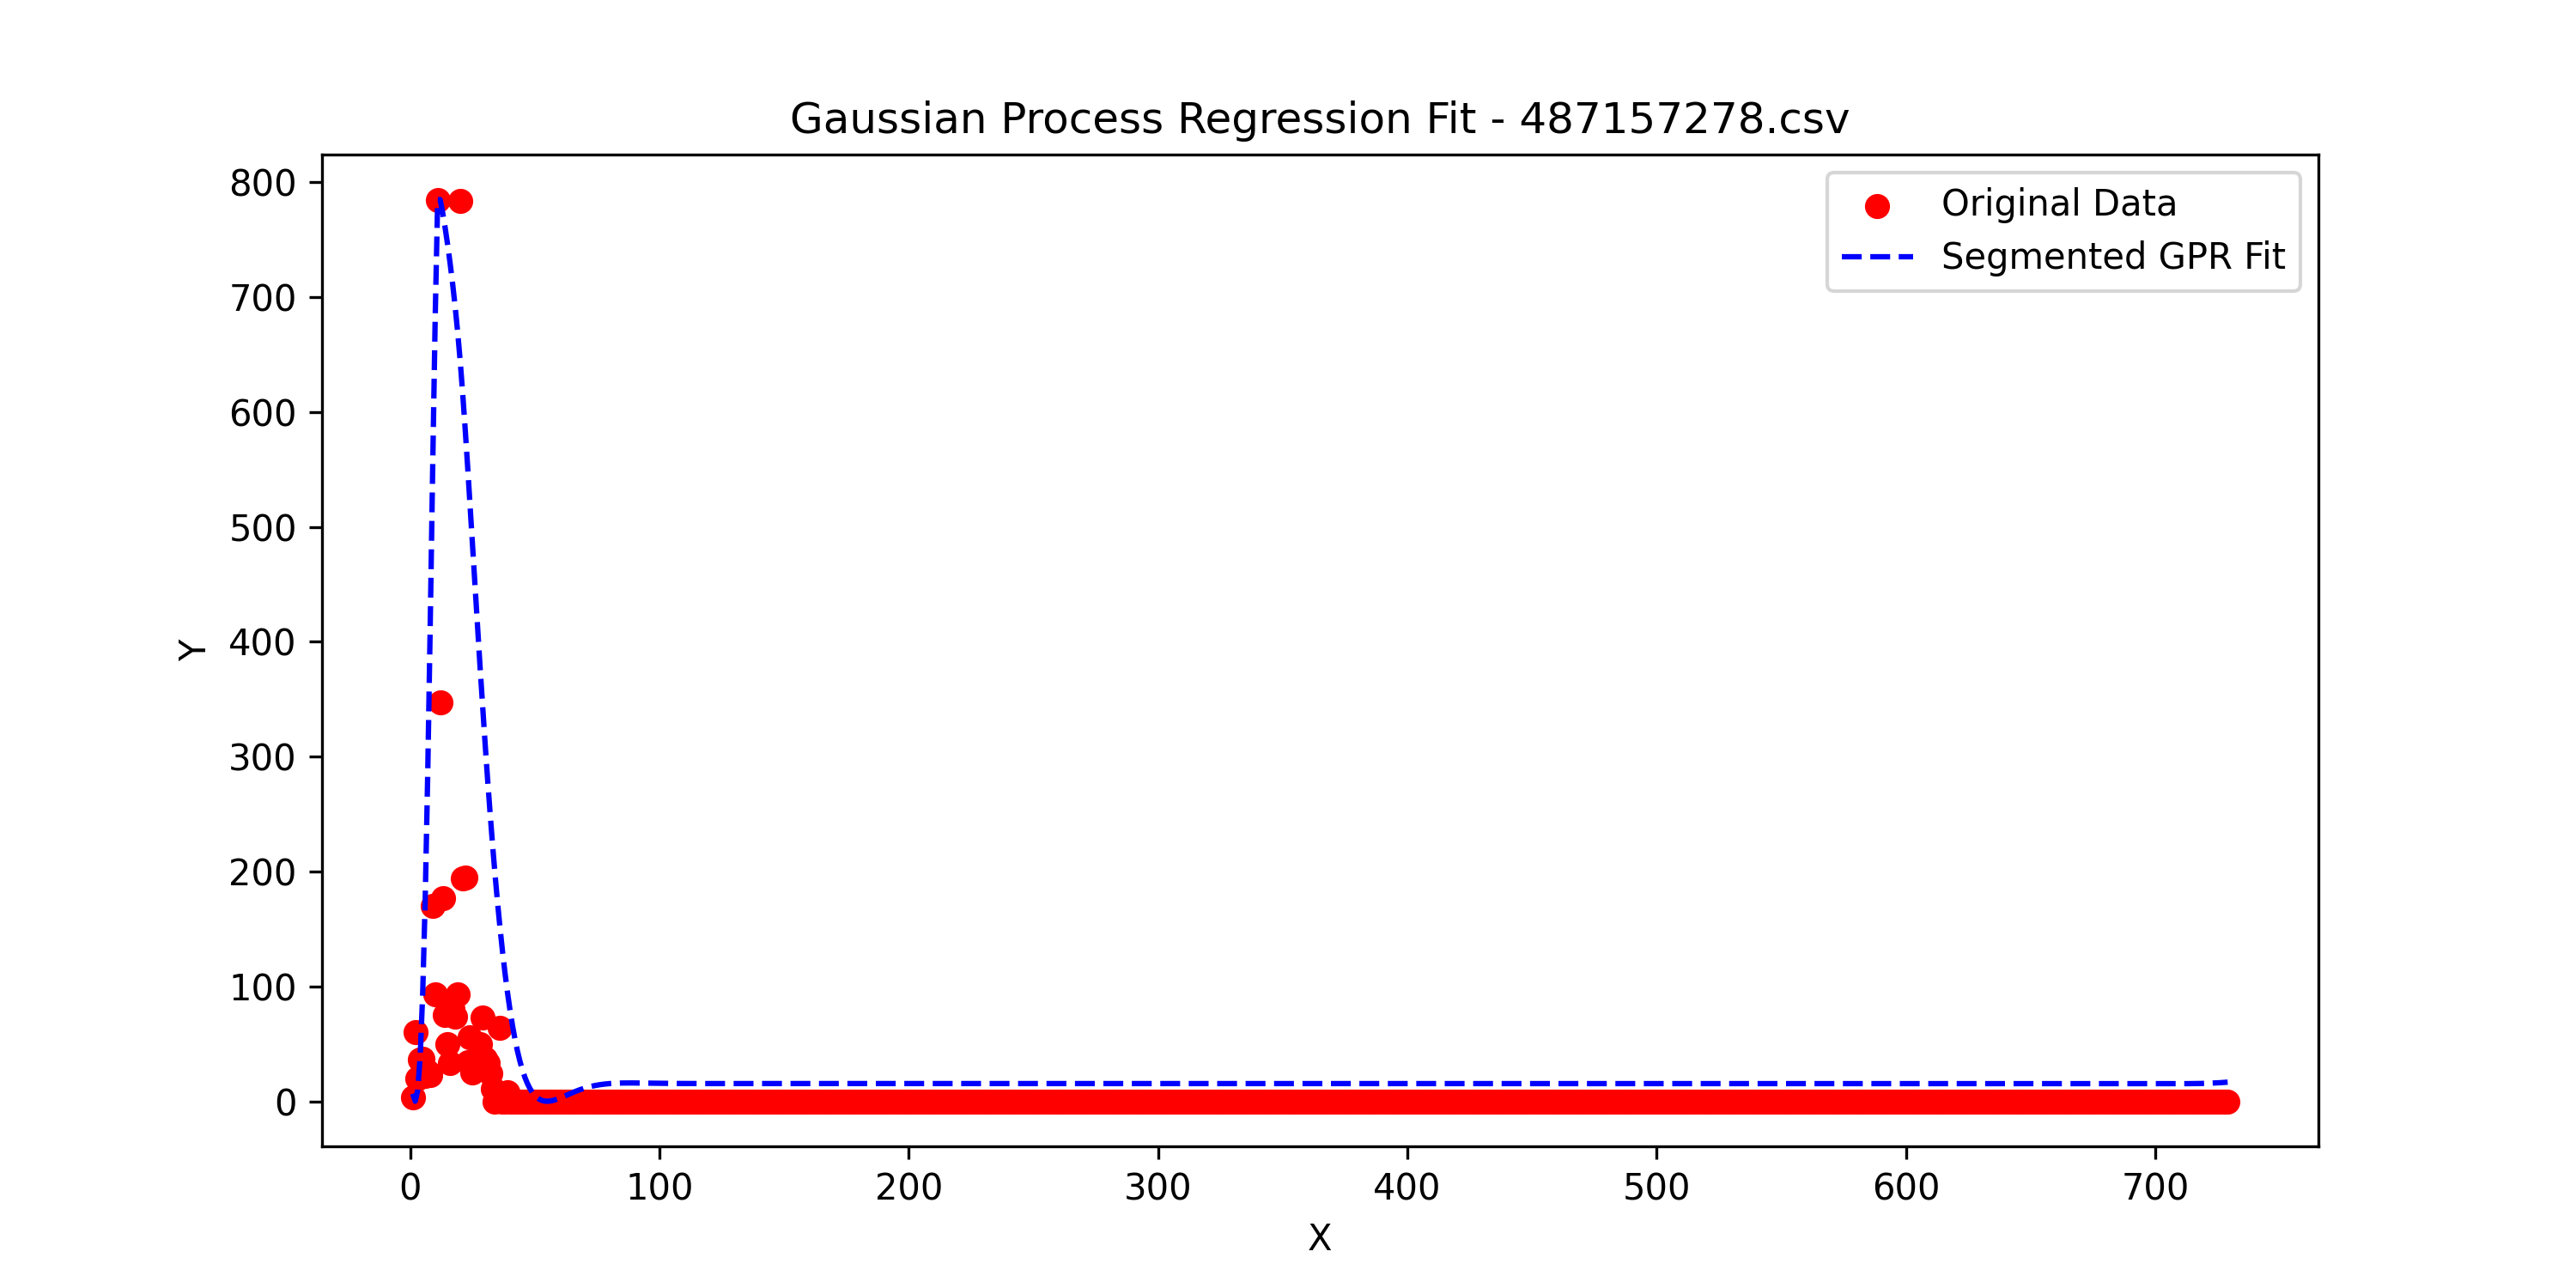 Gaussian Process Regression Fit - 487157278.csv
Original Data
Segmented GPR Fit
800
700
600
500
400
300
200
100
0
Y
0 100 200 300 400 500 600 700
X